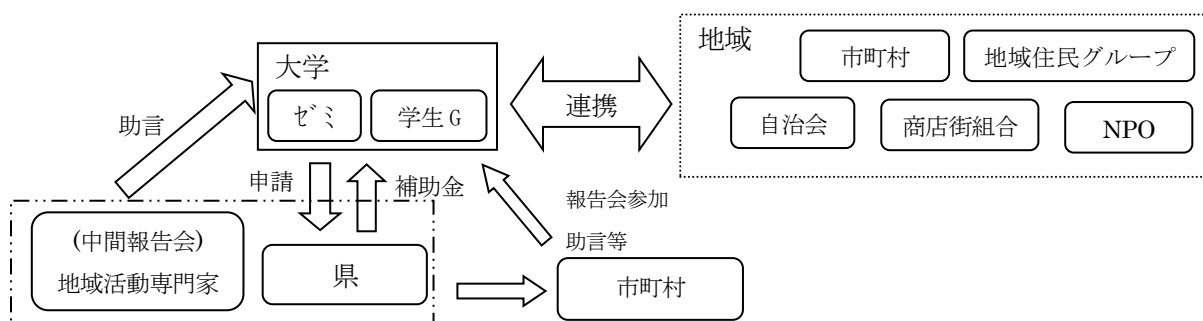 地域
市町村
地域住民グループ
自治会
商店街組合
NPO
大学
ゼミ
学生G
連携
助言
申請
補助金
報告会参加
助言等
(中間報告会)
地域活動専門家
県
市町村